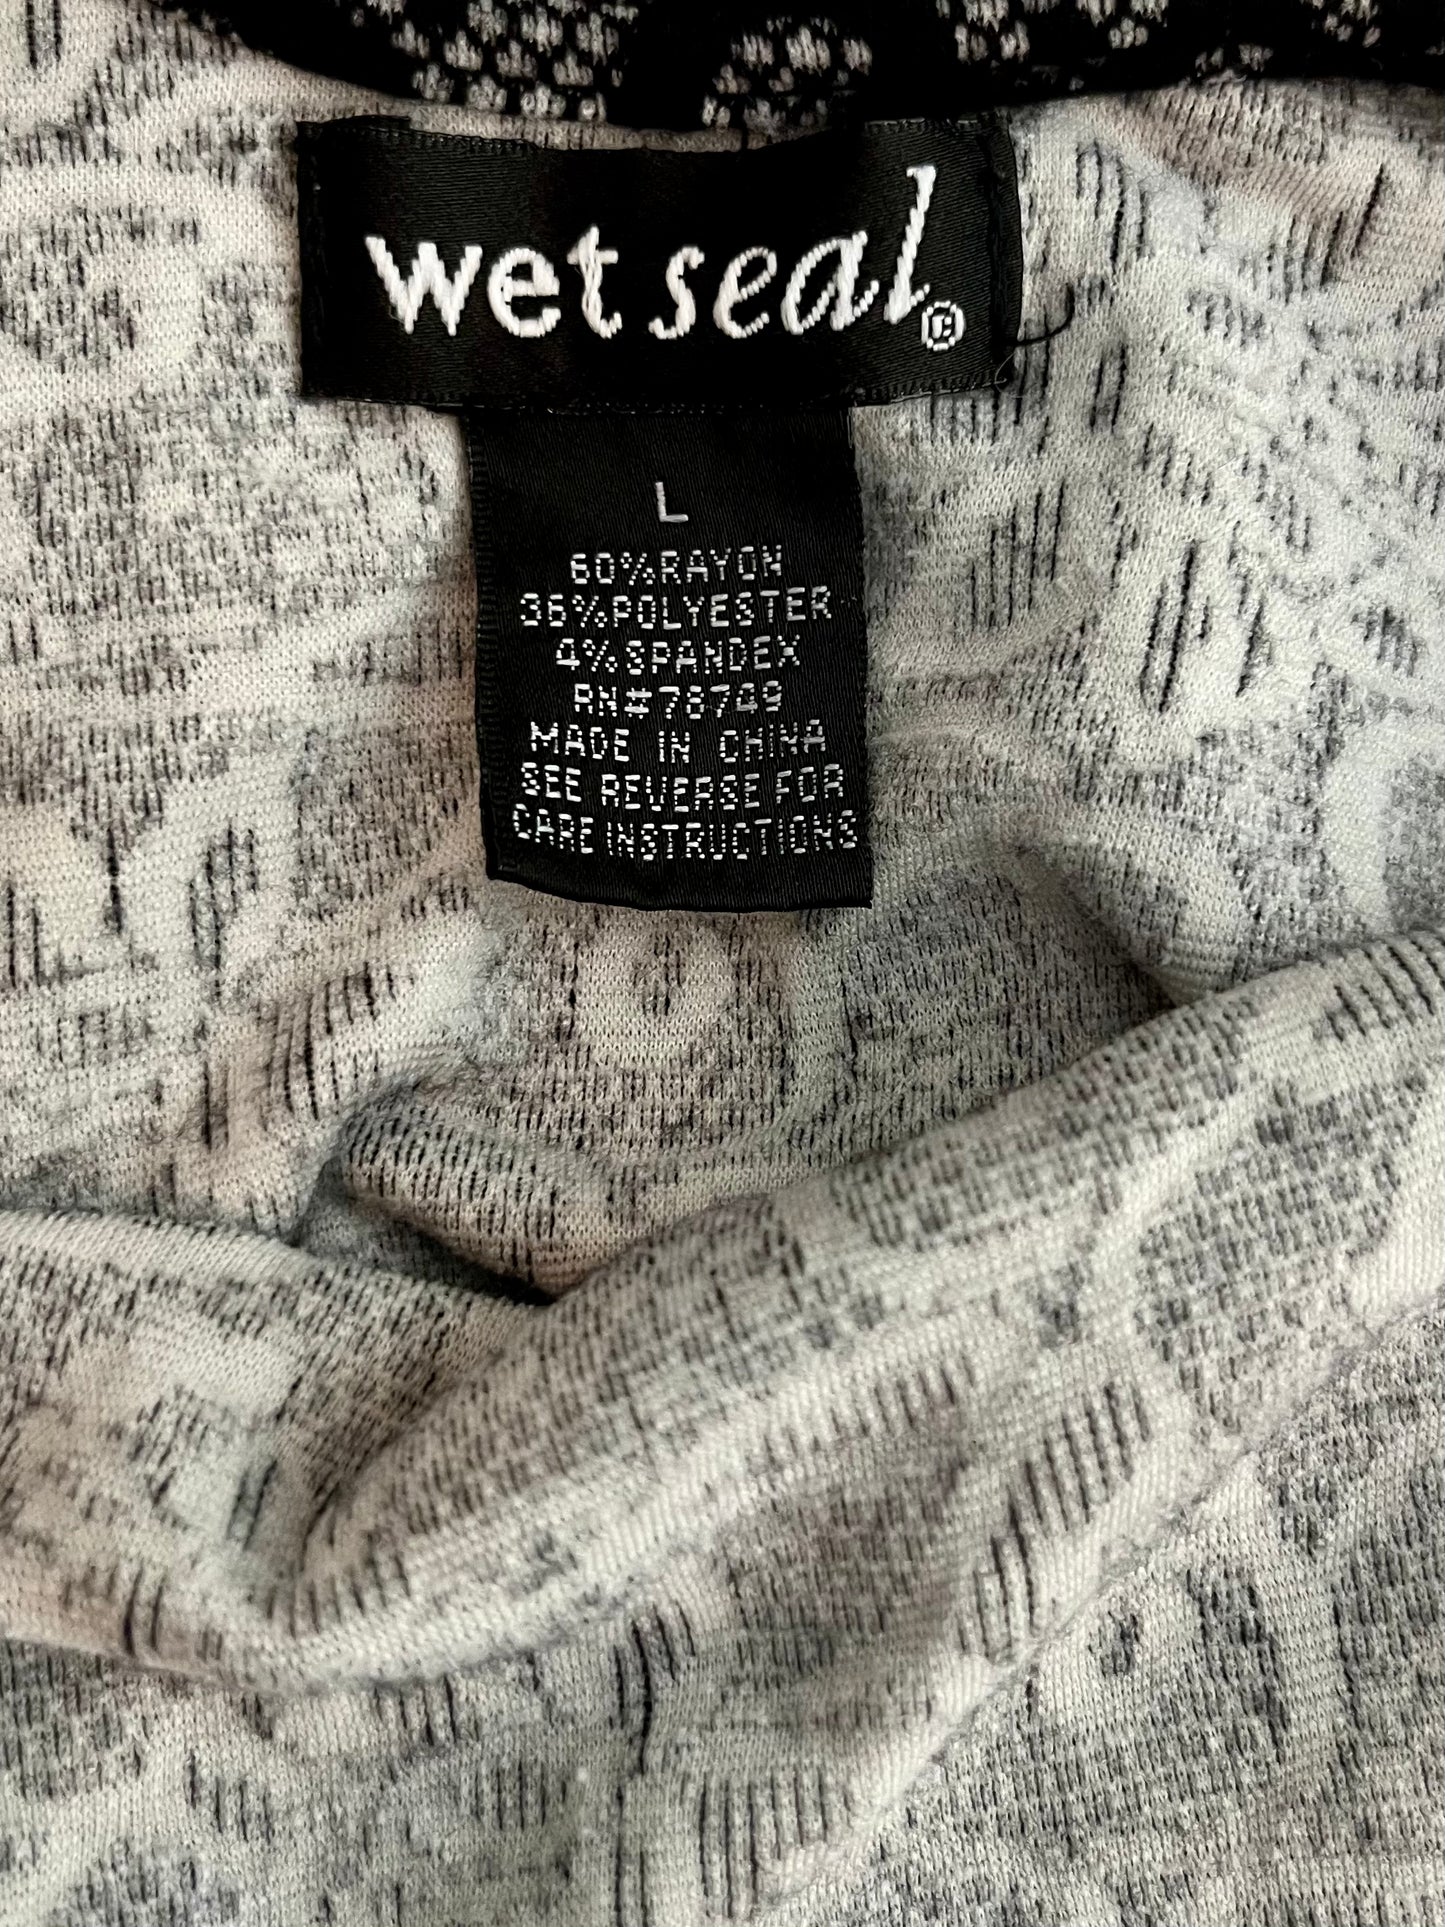 wet seal®
L
60%RAYON
36%POLYESTER
4%SPANDEX
RN#78749
MADE IN CHINA
SEE REVERSE FOR
CARE INSTRUCTIONS